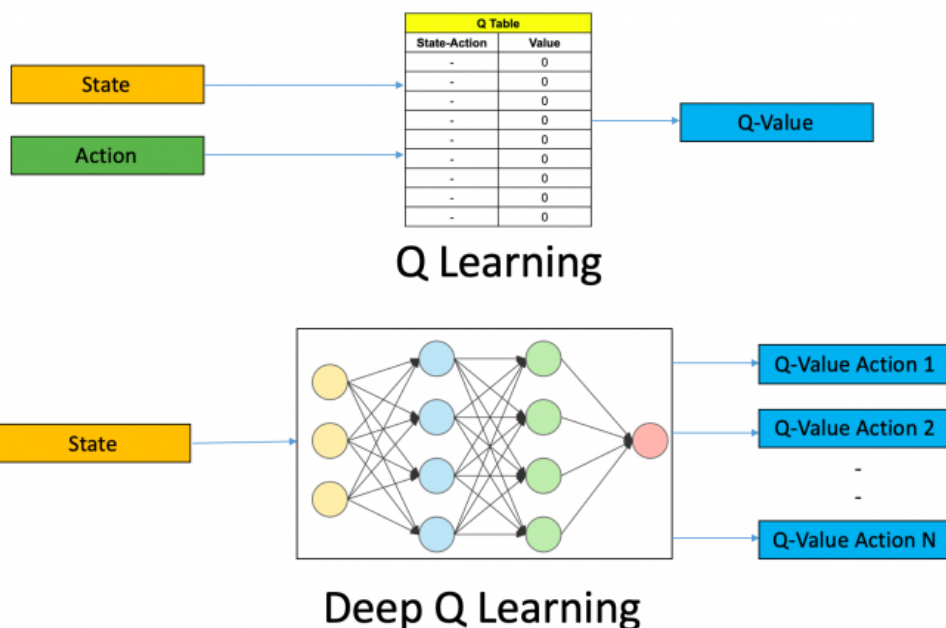 Q Table
State-Action Value
- 0
- 0
- 0
- 0
- 0
- 0
- 0
- 0
- 0
State
Action
Q-Value
Q Learning
State
Q-Value Action 1
Q-Value Action 2
-
-
Q-Value Action N
Deep Q Learning